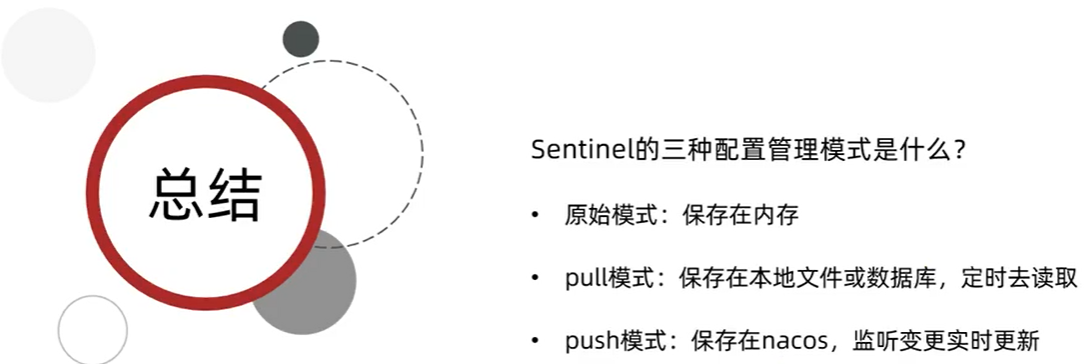 总结
Sentinel的三种配置管理模式是什么？
• 原始模式：保存在内存
• pull模式：保存在本地文件或数据库，定时去读取
• push模式：保存在nacos，监听变更实时更新